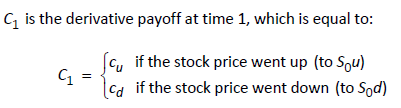 C₁ is the derivative payoff at time 1, which is equal to:
C₁ = { c_u if the stock price went up (to S₀u)
c_d if the stock price went down (to S₀d)